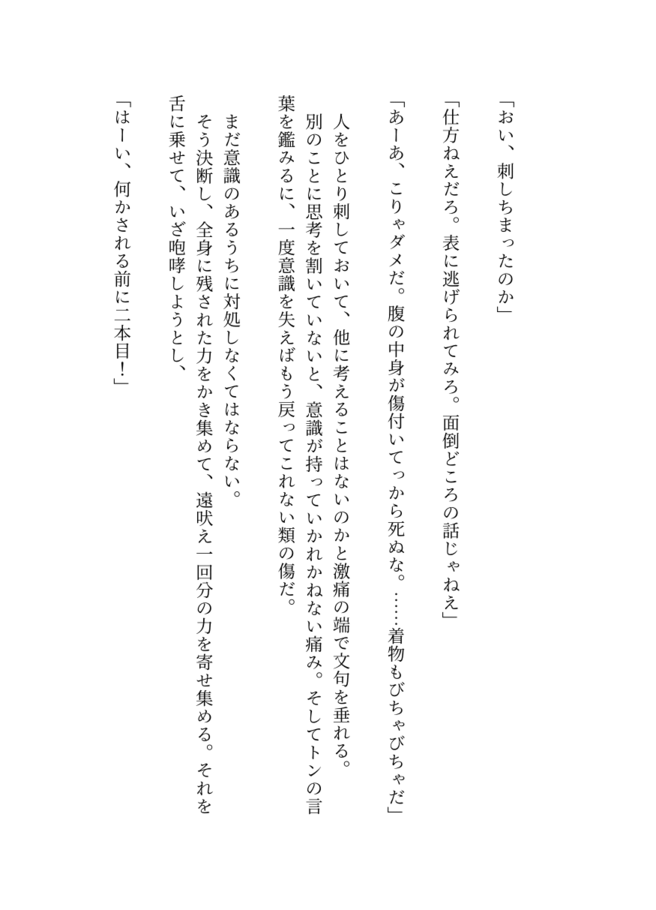 「おい、刺しちまったのか」
「仕方ねえだろ。表に逃げられてみろ。面倒どころの話じゃねえ」
「あーあ、こりゃダメだ。腹の中身が傷付いてっから死ぬな。……着物もびちゃびちゃだ」
人をひとり刺しておいて、他に考えることはないのかと激痛の端で文句を垂れる。
別のことに思考を割いていないと、意識が持っていかれかねない痛み。そしてトンの言
葉を鑑みるに、一度意識を失えばもう戻ってこれない類の傷だ。
まだ意識のあるうちに対処しなくてはならない。
そう決断し、全身に残された力をかき集めて、遠吠え一回分の力を寄せ集める。それを
舌に乗せて、いざ咆哮しようとし、
「はーい、何かされる前に二本目！」